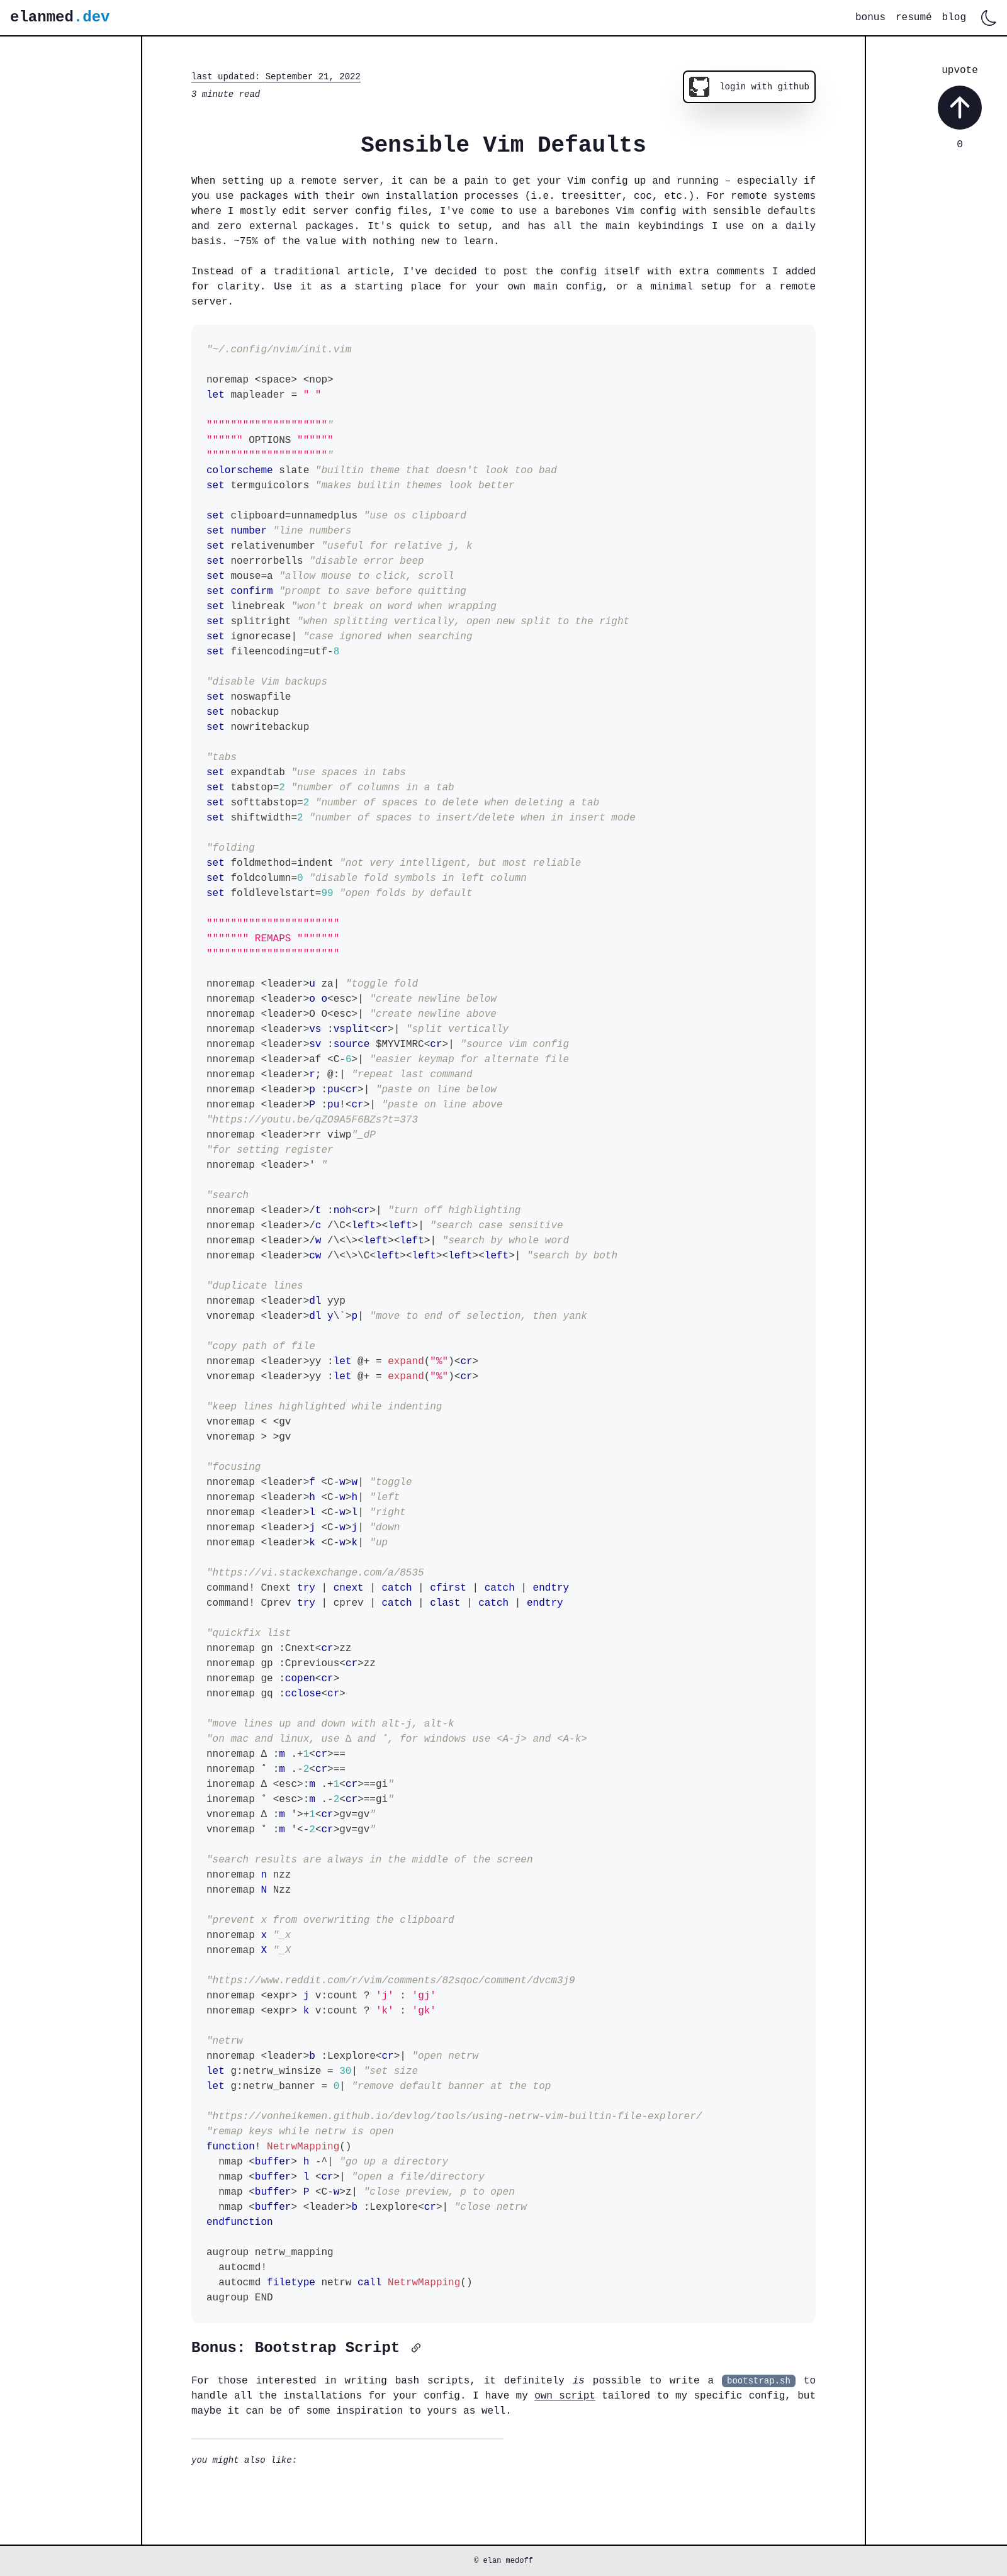 elanmed.dev
bonus resumé blog
last updated: September 21, 2022
3 minute read
login with github
upvote
0
Sensible Vim Defaults
When setting up a remote server, it can be a pain to get your Vim config up and running – especially if
you use packages with their own installation processes (i.e. treesitter, coc, etc.). For remote systems
where I mostly edit server config files, I've come to use a barebones Vim config with sensible defaults
and zero external packages. It's quick to setup, and has all the main keybindings I use on a daily
basis. ~75% of the value with nothing new to learn.
Instead of a traditional article, I've decided to post the config itself with extra comments I added
for clarity. Use it as a starting place for your own main config, or a minimal setup for a remote
server.
"~/.config/nvim/init.vim
noremap <space> <nop>
let mapleader = " "
"""""""""""""""""""""
"""""" OPTIONS """"""
"""""""""""""""""""""
colorscheme slate "builtin theme that doesn't look too bad
set termguicolors "makes builtin themes look better
set clipboard=unnamedplus "use os clipboard
set number "line numbers
set relativenumber "useful for relative j, k
set noerrorbells "disable error beep
set mouse=a "allow mouse to click, scroll
set confirm "prompt to save before quitting
set linebreak "won't break on word when wrapping
set splitright "when splitting vertically, open new split to the right
set ignorecase| "case ignored when searching
set fileencoding=utf-8
"disable Vim backups
set noswapfile
set nobackup
set nowritebackup
"tabs
set expandtab "use spaces in tabs
set tabstop=2 "number of columns in a tab
set softtabstop=2 "number of spaces to delete when deleting a tab
set shiftwidth=2 "number of spaces to insert/delete when in insert mode
"folding
set foldmethod=indent "not very intelligent, but most reliable
set foldcolumn=0 "disable fold symbols in left column
set foldlevelstart=99 "open folds by default
""""""""""""""""""""""
""""""" REMAPS """""""
""""""""""""""""""""""
nnoremap <leader>u za| "toggle fold
nnoremap <leader>o o<esc>| "create newline below
nnoremap <leader>O O<esc>| "create newline above
nnoremap <leader>vs :vsplit<cr>| "split vertically
nnoremap <leader>sv :source $MYVIMRC<cr>| "source vim config
nnoremap <leader>af <C-6>| "easier keymap for alternate file
nnoremap <leader>r; @:| "repeat last command
nnoremap <leader>p :pu<cr>| "paste on line below
nnoremap <leader>P :pu!<cr>| "paste on line above
"https://youtu.be/qZO9A5F6BZs?t=373
nnoremap <leader>rr viwp"_dP
"for setting register
nnoremap <leader>' "
"search
nnoremap <leader>/t :noh<cr>| "turn off highlighting
nnoremap <leader>/c /\C<left><left>| "search case sensitive
nnoremap <leader>/w /\<\><left><left>| "search by whole word
nnoremap <leader>cw /\<\>\C<left><left><left><left>| "search by both
"duplicate lines
nnoremap <leader>dl yyp
vnoremap <leader>dl y\`>p| "move to end of selection, then yank
"copy path of file
nnoremap <leader>yy :let @+ = expand("%")<cr>
vnoremap <leader>yy :let @+ = expand("%")<cr>
"keep lines highlighted while indenting
vnoremap < <gv
vnoremap > >gv
"focusing
nnoremap <leader>f <C-w>w| "toggle
nnoremap <leader>h <C-w>h| "left
nnoremap <leader>l <C-w>l| "right
nnoremap <leader>j <C-w>j| "down
nnoremap <leader>k <C-w>k| "up
"https://vi.stackexchange.com/a/8535
command! Cnext try | cnext | catch | cfirst | catch | endtry
command! Cprev try | cprev | catch | clast | catch | endtry
"quickfix list
nnoremap gn :Cnext<cr>zz
nnoremap gp :Cprevious<cr>zz
nnoremap ge :copen<cr>
nnoremap gq :cclose<cr>
"move lines up and down with alt-j, alt-k
"on mac and linux, use ∆ and ˚, for windows use <A-j> and <A-k>
nnoremap ∆ :m .+1<cr>==
nnoremap ˚ :m .-2<cr>==
inoremap ∆ <esc>:m .+1<cr>==gi"
inoremap ˚ <esc>:m .-2<cr>==gi"
vnoremap ∆ :m '>+1<cr>gv=gv"
vnoremap ˚ :m '<-2<cr>gv=gv"
"search results are always in the middle of the screen
nnoremap n nzz
nnoremap N Nzz
"prevent x from overwriting the clipboard
nnoremap x "_x
nnoremap X "_X
"https://www.reddit.com/r/vim/comments/82sqoc/comment/dvcm3j9
nnoremap <expr> j v:count ? 'j' : 'gj'
nnoremap <expr> k v:count ? 'k' : 'gk'
"netrw
nnoremap <leader>b :Lexplore<cr>| "open netrw
let g:netrw_winsize = 30| "set size
let g:netrw_banner = 0| "remove default banner at the top
"https://vonheikemen.github.io/devlog/tools/using-netrw-vim-builtin-file-explorer/
"remap keys while netrw is open
function! NetrwMapping()
nmap <buffer> h -^| "go up a directory
nmap <buffer> l <cr>| "open a file/directory
nmap <buffer> P <C-w>z| "close preview, p to open
nmap <buffer> <leader>b :Lexplore<cr>| "close netrw
endfunction
augroup netrw_mapping
autocmd!
autocmd filetype netrw call NetrwMapping()
augroup END
Bonus: Bootstrap Script
For those interested in writing bash scripts, it definitely is possible to write a bootstrap.sh to
handle all the installations for your config. I have my own script tailored to my specific config, but
maybe it can be of some inspiration to yours as well.
you might also like:
© elan medoff